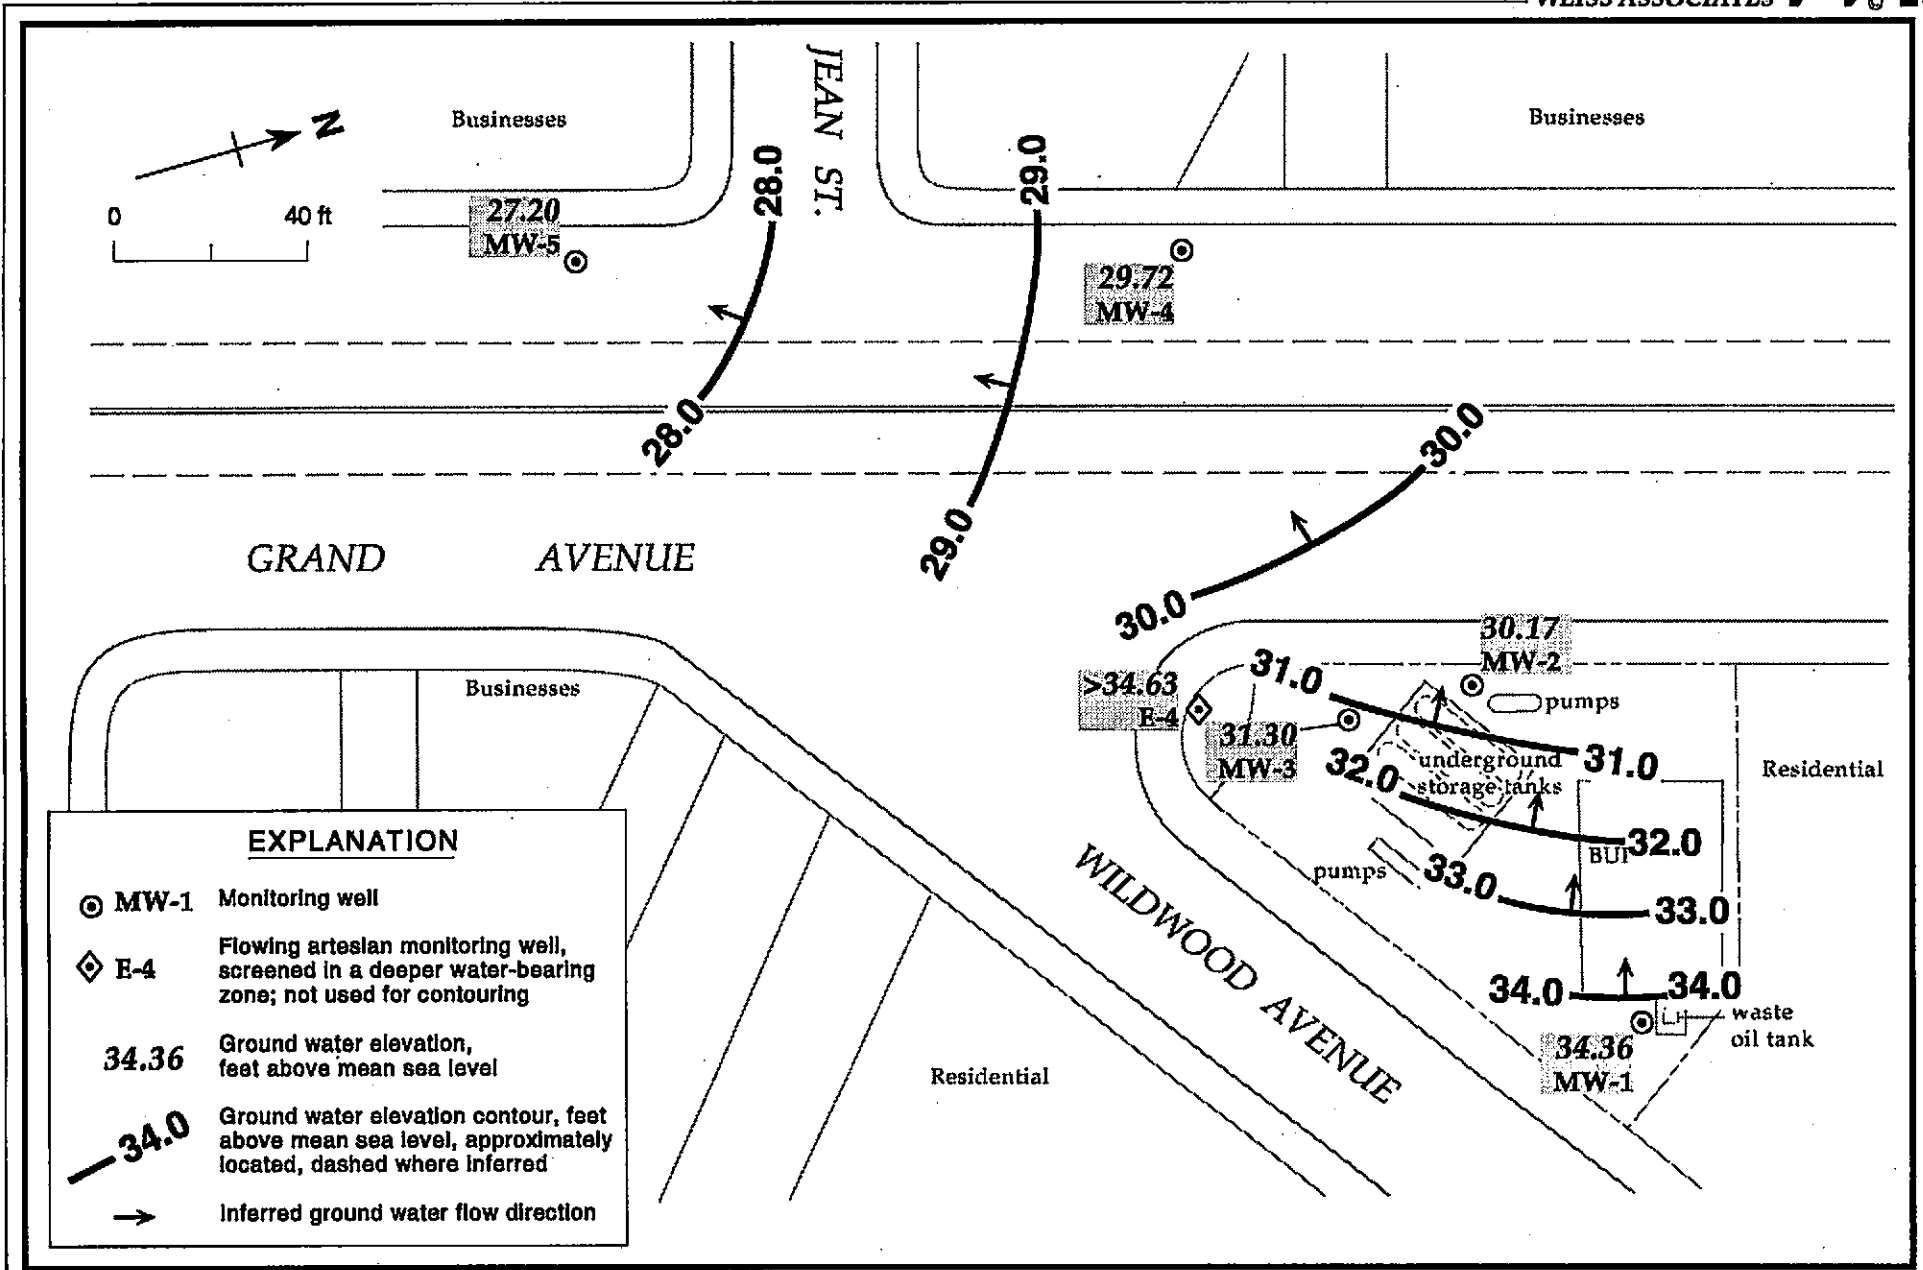 WEISS ASSOCIATES
JEAN ST.
Businesses
Businesses
N
0 40 ft
27.20
MW-5
28.0
29.0
29.72
MW-4
28.0
30.0
29.0
GRAND AVENUE
30.0
30.17
MW-2
Businesses
>34.63
E-4
31.0
pumps
31.30
MW-3
32.0
underground
storage tanks
31.0
Residential
BUI
32.0
pumps
33.0
33.0
WILDWOOD AVENUE
34.0
34.0
waste
oil tank
34.36
MW-1
Residential
EXPLANATION
MW-1 Monitoring well
E-4 Flowing artesian monitoring well,
screened in a deeper water-bearing
zone; not used for contouring
34.36 Ground water elevation,
feet above mean sea level
34.0 Ground water elevation contour, feet
above mean sea level, approximately
located, dashed where inferred
Inferred ground water flow direction